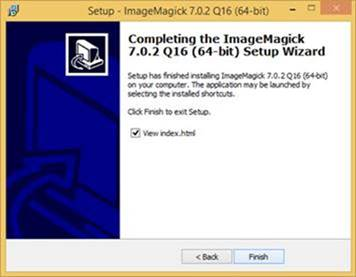 Setup - ImageMagick 7.0.2 Q16 (64-bit)
Completing the ImageMagick
7.0.2 Q16 (64-bit) Setup Wizard
Setup has finished installing ImageMagick 7.0.2 Q16 (64-bit)
on your computer. The application may be launched by
selecting the installed shortcuts.
Click Finish to exit Setup.
View index.html
< Back
Finish